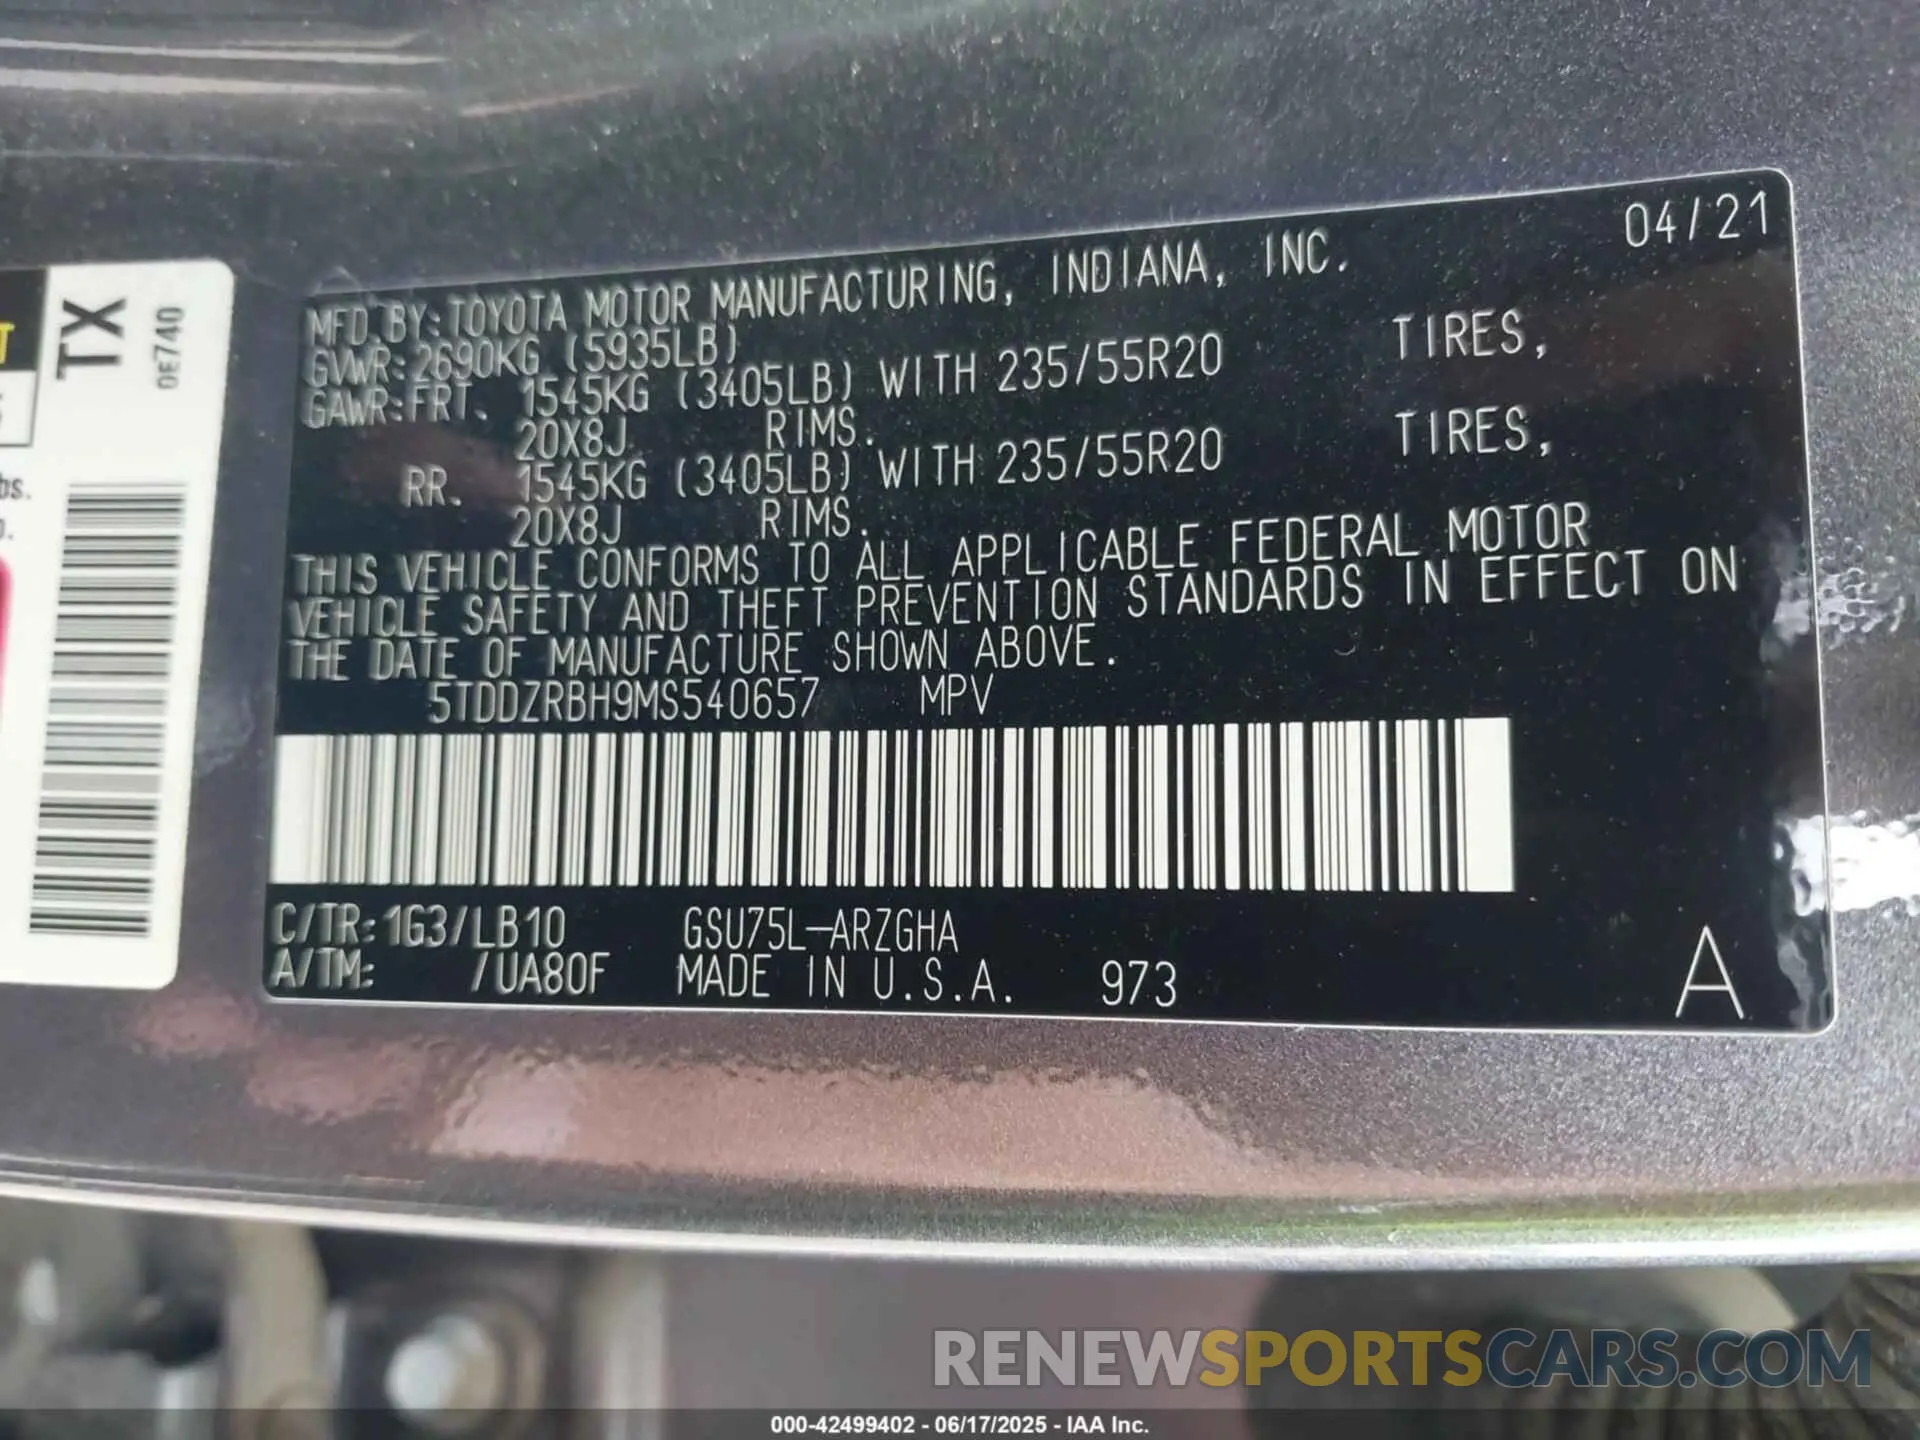 04/21
MFD. BY: TOYOTA MOTOR MANUFACTURING, INDIANA, INC.
GVWR: 2690KG (5935LB)
GAWR: FRT. 1545KG (3405LB) WITH 235/55R20 TIRES,
20X8J RIMS.
RR. 1545KG (3405LB) WITH 235/55R20 TIRES,
20X8J RIMS.
THIS VEHICLE CONFORMS TO ALL APPLICABLE FEDERAL MOTOR
VEHICLE SAFETY AND THEFT PREVENTION STANDARDS IN EFFECT ON
THE DATE OF MANUFACTURE SHOWN ABOVE.
5TDDZRBH9MS540657 MPV
C/TR: 1G3/LB10 GSU75L-ARZGHA
A/TM: /UA80F MADE IN U.S.A. 973
A
TX
0E740
RENEWSPORTSCARS.COM
000-42499402 - 06/17/2025 - IAA Inc.